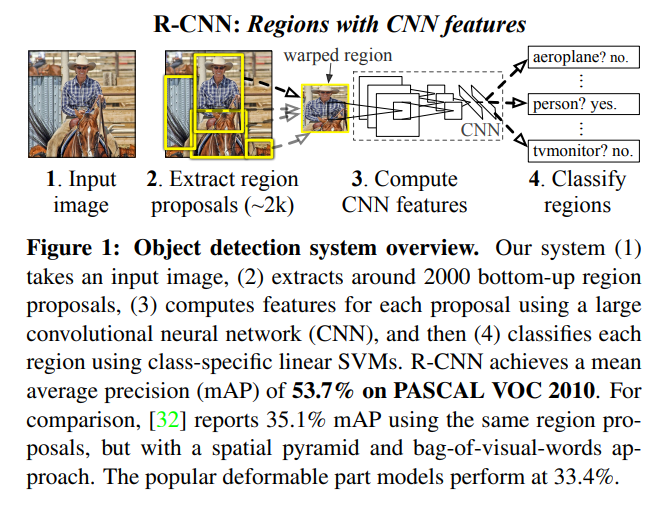 R-CNN: Regions with CNN features
warped region
aeroplane? no.
⋮
person? yes.
⋮
tvmonitor? no.
CNN
1. Input
image
2. Extract region
proposals (~2k)
3. Compute
CNN features
4. Classify
regions
Figure 1: Object detection system overview. Our system (1)
takes an input image, (2) extracts around 2000 bottom-up region
proposals, (3) computes features for each proposal using a large
convolutional neural network (CNN), and then (4) classifies each
region using class-specific linear SVMs. R-CNN achieves a mean
average precision (mAP) of 53.7% on PASCAL VOC 2010. For
comparison, [32] reports 35.1% mAP using the same region pro-
posals, but with a spatial pyramid and bag-of-visual-words ap-
proach. The popular deformable part models perform at 33.4%.